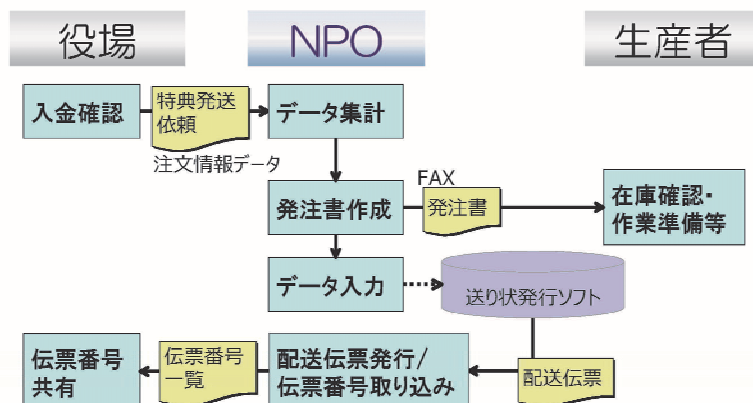 役場
NPO
生産者
入金確認
特典発送
依頼
データ集計
注文情報データ
FAX
発注書作成
発注書
在庫確認・
作業準備等
データ入力
送り状発行ソフト
伝票番号
共有
伝票番号
一覧
配送伝票発行/
伝票番号取り込み
配送伝票